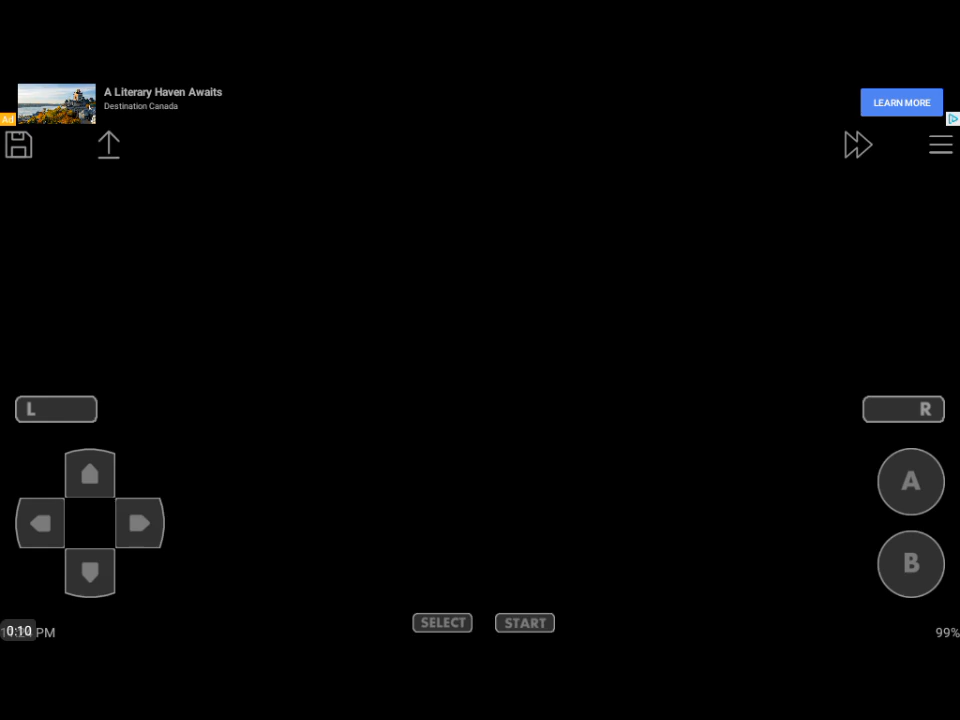 A Literary Haven Awaits
Destination Canada
LEARN MORE
Ad
L
R
A
B
SELECT
START
0:10
PM
99%